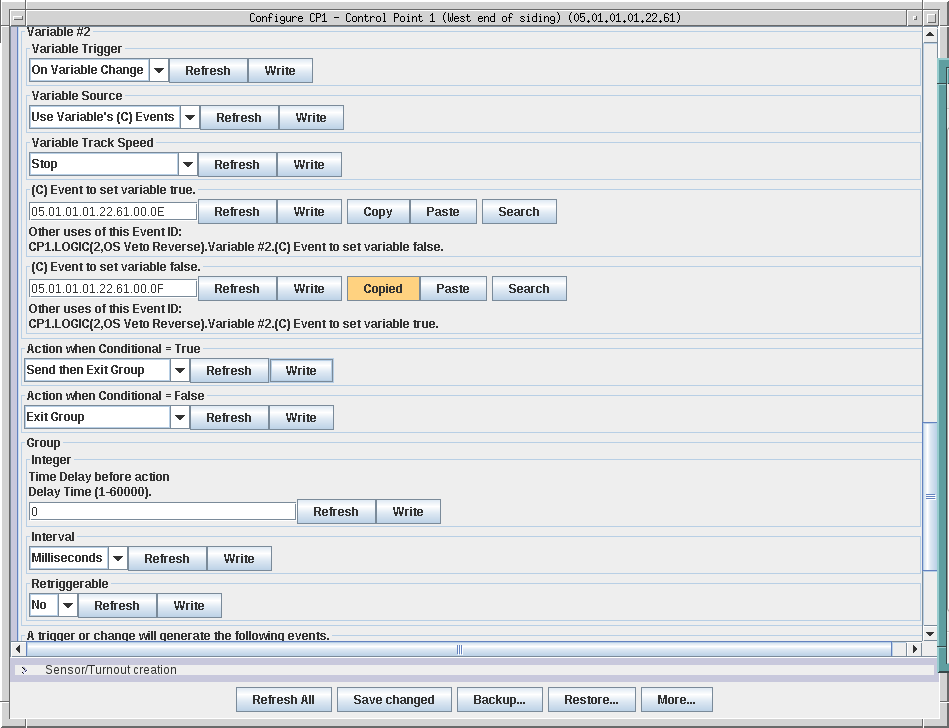 Configure CP1 - Control Point 1 (West end of siding) (05.01.01.01.22.61)
Variable #2
Variable Trigger
On Variable Change Refresh Write
Variable Source
Use Variable's (C) Events Refresh Write
Variable Track Speed
Stop Refresh Write
(C) Event to set variable true.
05.01.01.01.22.61.00.0E Refresh Write Copy Paste Search
Other uses of this Event ID:
CP1.LOGIC(2,OS Veto Reverse).Variable #2.(C) Event to set variable false.
(C) Event to set variable false.
05.01.01.01.22.61.00.0F Refresh Write Copied Paste Search
Other uses of this Event ID:
CP1.LOGIC(2,OS Veto Reverse).Variable #2.(C) Event to set variable true.
Action when Conditional = True
Send then Exit Group Refresh Write
Action when Conditional = False
Exit Group Refresh Write
Group
Integer
Time Delay before action
Delay Time (1-60000).
0 Refresh Write
Interval
Milliseconds Refresh Write
Retriggerable
No Refresh Write
A trigger or change will generate the following events.
Sensor/Turnout creation
Refresh All Save changed Backup... Restore... More...